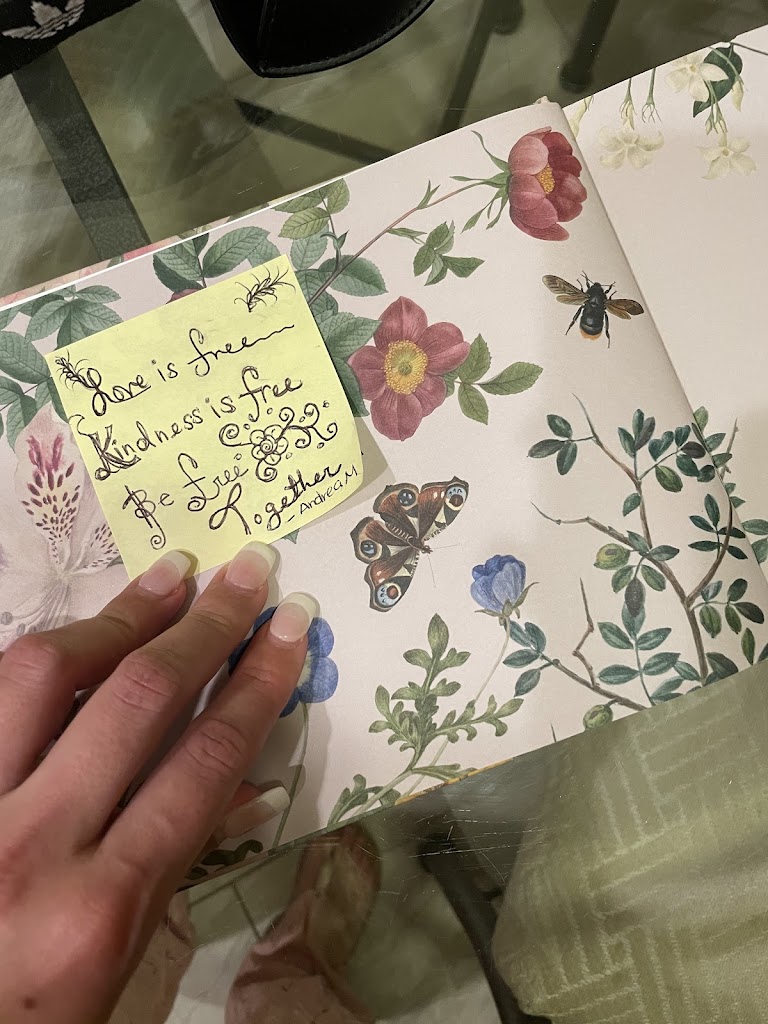 Love is free
Kindness is free
Be free
Together
- Andrea M.